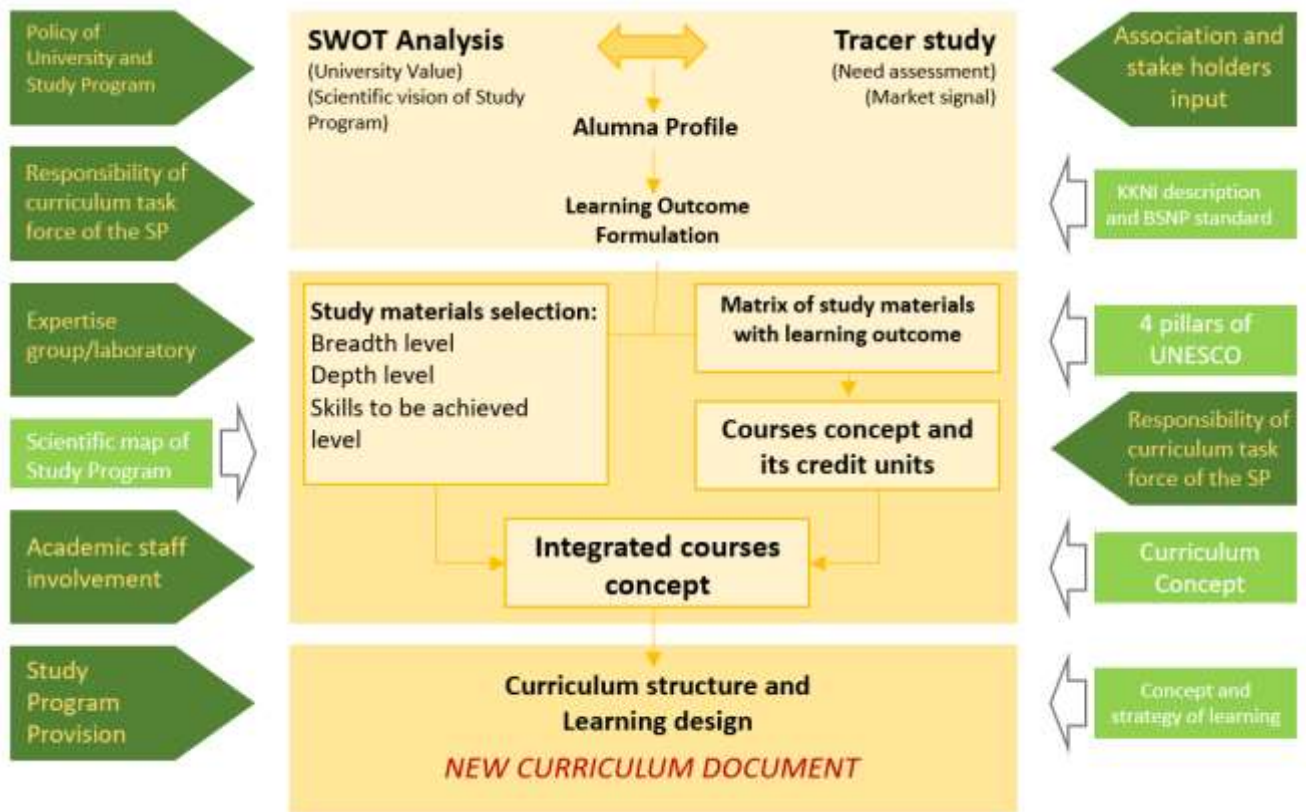 Policy of
University and
Study Program
SWOT Analysis
(University Value)
(Scientific vision of Study
Program)
Tracer study
(Need assessment)
(Market signal)
Association and
stake holders
input
Alumna Profile
Responsibility of
curriculum task
force of the SP
Learning Outcome
Formulation
KKNI description
and BSNP standard
Expertise
group/laboratory
Study materials selection:
Breadth level
Depth level
Skills to be achieved
level
Matrix of study materials
with learning outcome
4 pillars of
UNESCO
Scientific map of
Study Program
Courses concept and
its credit units
Responsibility of
curriculum task
force of the SP
Academic staff
involvement
Integrated courses
concept
Curriculum
Concept
Study
Program
Provision
Curriculum structure and
Learning design
NEW CURRICULUM DOCUMENT
Concept and
strategy of learning